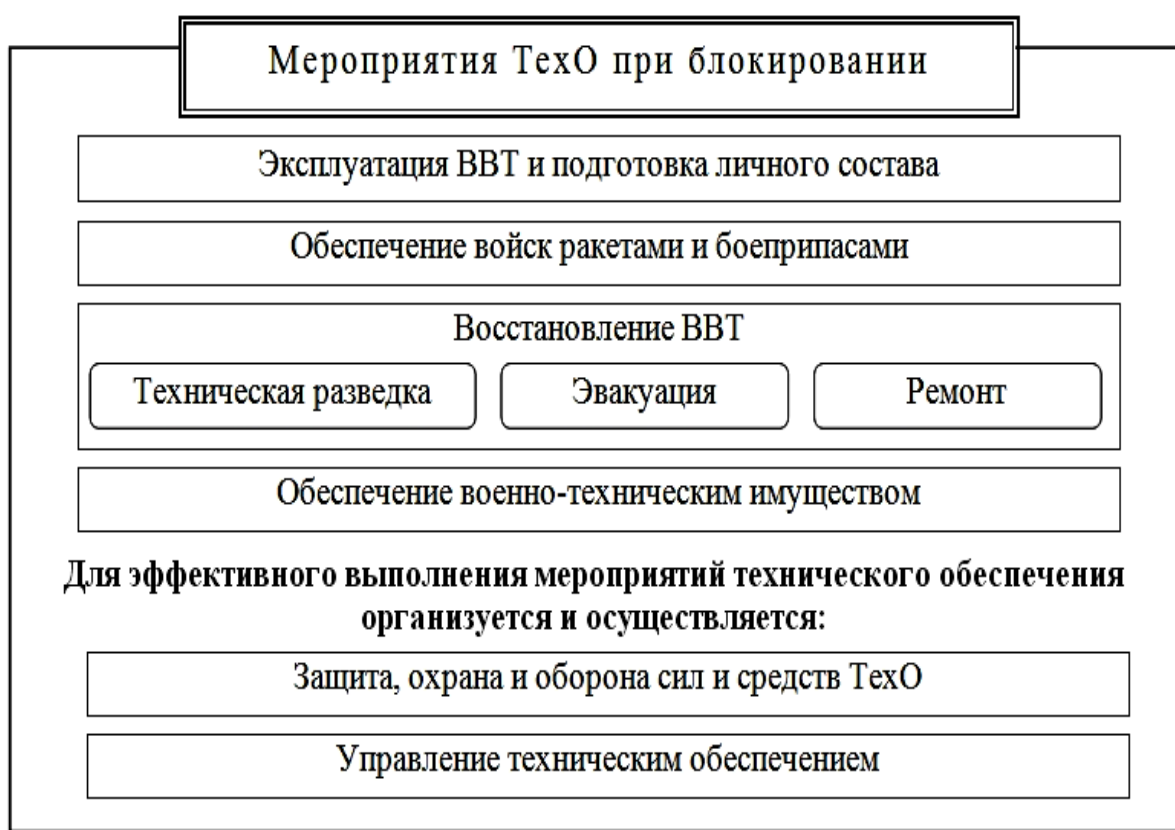 Мероприятия ТехО при блокировании
Эксплуатация ВВТ и подготовка личного состава
Обеспечение войск ракетами и боеприпасами
Восстановление ВВТ
Техническая разведка
Эвакуация
Ремонт
Обеспечение военно-техническим имуществом
Для эффективного выполнения мероприятий технического обеспечения
организуется и осуществляется:
Защита, охрана и оборона сил и средств ТехО
Управление техническим обеспечением